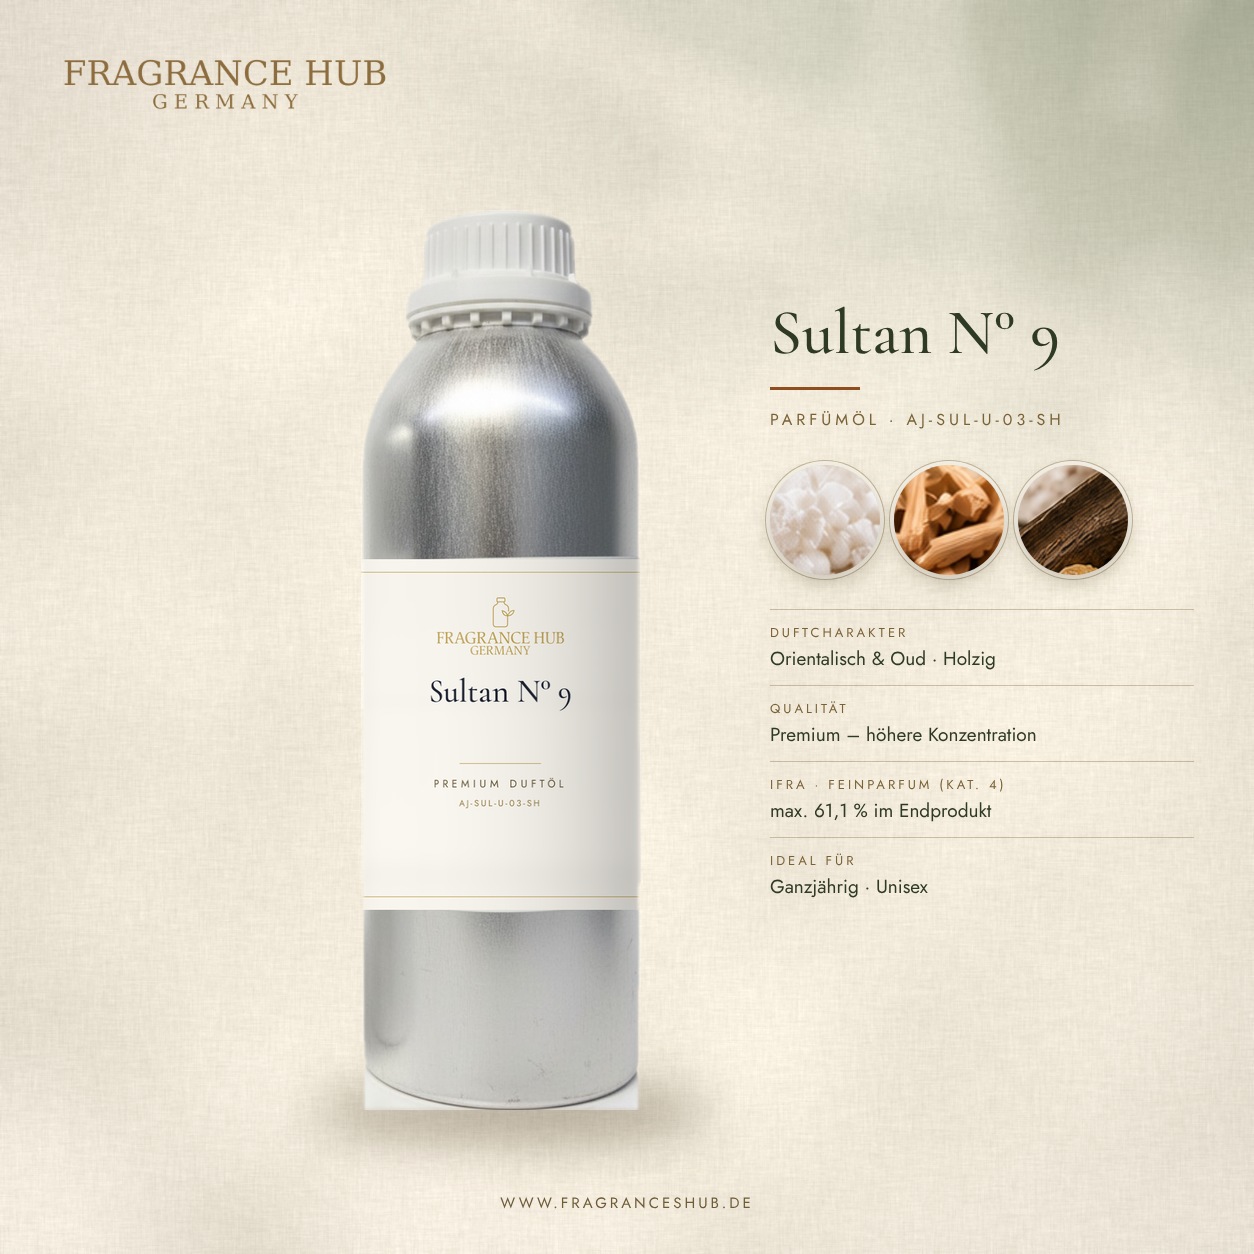 FRAGRANCE HUB
GERMANY
Sultan Nº 9
PARFÜMÖL · AJ-SUL-U-03-SH
DUFTCHARAKTER
Orientalisch & Oud · Holzig
QUALITÄT
Premium – höhere Konzentration
IFRA · FEINPARFUM (KAT. 4)
max. 61,1 % im Endprodukt
IDEAL FÜR
Ganzjährig · Unisex
FRAGRANCE HUB
GERMANY
Sultan Nº 9
PREMIUM DUFTÖL
AJ-SUL-U-03-SH
WWW.FRAGRANCESHUB.DE